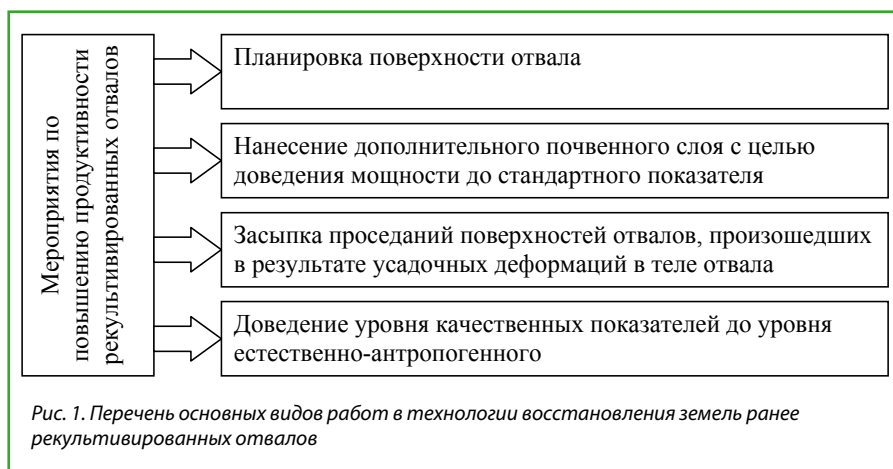 Мероприятия по
повышению продуктивности
рекультивированных отвалов
Планировка поверхности отвала
Нанесение дополнительного почвенного слоя с целью
доведения мощности до стандартного показателя
Засыпка проседаний поверхностей отвалов, произошедших
в результате усадочных деформаций в теле отвала
Доведение уровня качественных показателей до уровня
естественно-антропогенного
Рис. 1. Перечень основных видов работ в технологии восстановления земель ранее
рекультивированных отвалов